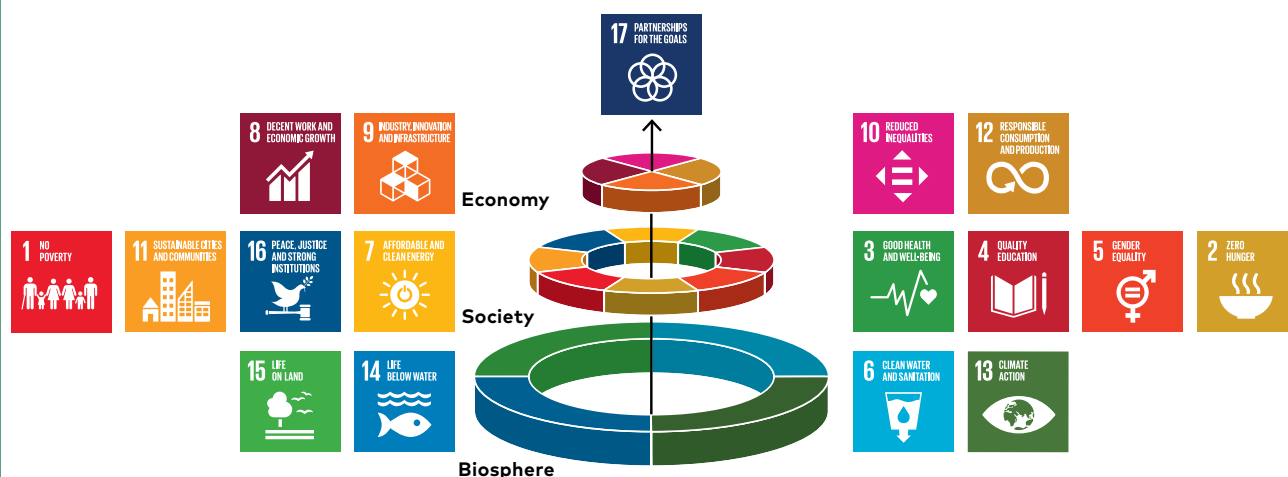 17 PARTNERSHIPS
FOR THE GOALS
8 DECENT WORK AND
ECONOMIC GROWTH
9 INDUSTRY, INNOVATION
AND INFRASTRUCTURE
10 REDUCED
INEQUALITIES
12 RESPONSIBLE
CONSUMPTION
AND PRODUCTION
Economy
1 NO
POVERTY
11 SUSTAINABLE CITIES
AND COMMUNITIES
16 PEACE, JUSTICE
AND STRONG
INSTITUTIONS
7 AFFORDABLE AND
CLEAN ENERGY
3 GOOD HEALTH
AND WELL-BEING
4 QUALITY
EDUCATION
5 GENDER
EQUALITY
2 ZERO
HUNGER
Society
15 LIFE
ON LAND
14 LIFE
BELOW WATER
6 CLEAN WATER
AND SANITATION
13 CLIMATE
ACTION
Biosphere